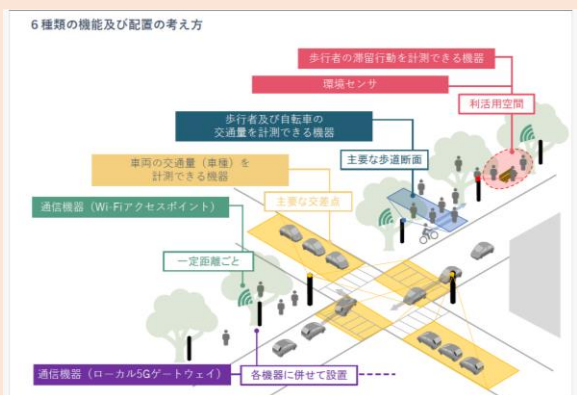 6種類の機能及び配置の考え方
歩行者の滞留行動を計測できる機器
環境センサ
利活用空間
歩行者及び自転車の
交通量を計測できる機器
主要な歩道断面
車両の交通量（車種）を
計測できる機器
主要な交差点
通信機器（Wi-Fiアクセスポイント）
一定距離ごと
通信機器（ローカル5Gゲートウェイ）
各機器に併せて設置